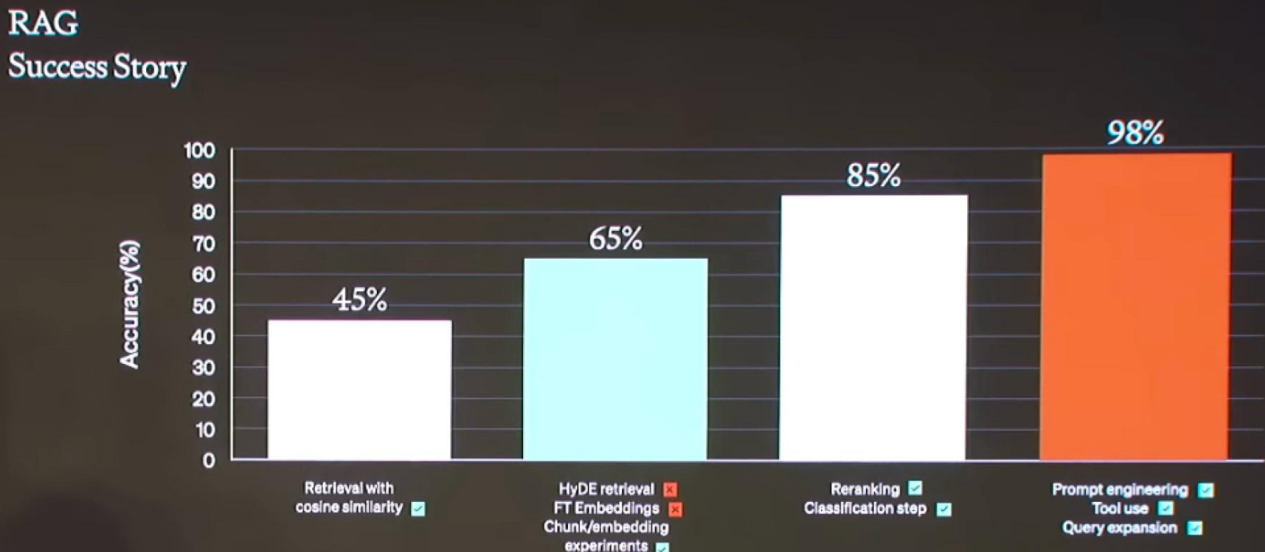 RAG
Success Story
98%
85%
65%
45%
Accuracy(%)
100
90
80
70
60
50
40
30
20
10
0
Retrieval with
cosine similarity
HyDE retrieval
FT Embeddings
Chunk/embedding
experiments
Reranking
Classification step
Prompt engineering
Tool use
Query expansion